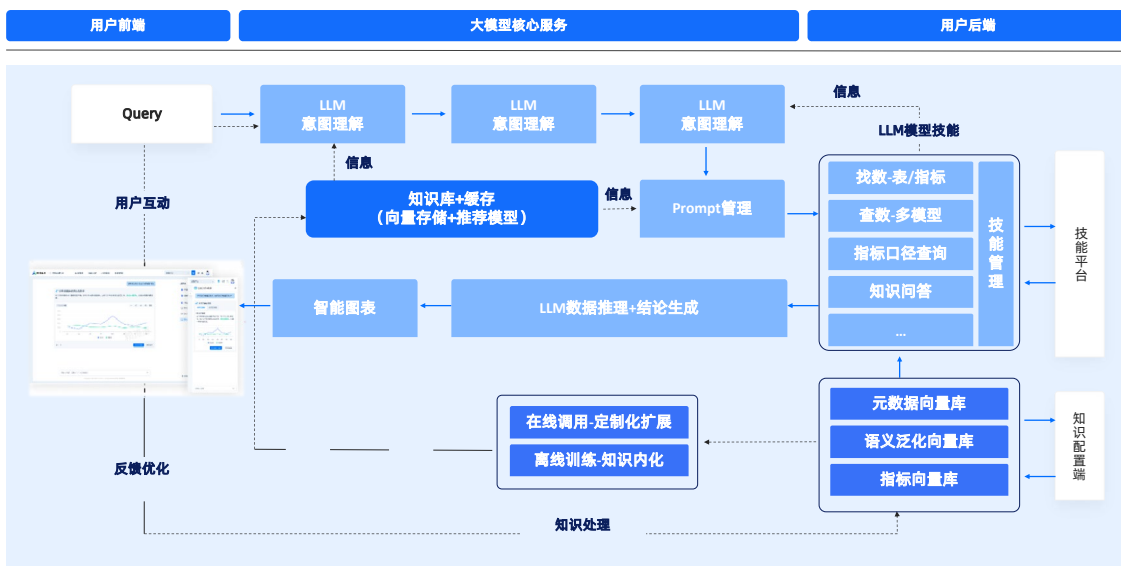 用户前端
大模型核心服务
用户后端
Query
LLM
意图理解
LLM
意图理解
LLM
意图理解
信息
LLM模型技能
信息
用户互动
知识库+缓存
（向量存储+推荐模型）
信息
Prompt管理
找数-表/指标
查数-多模型
指标口径查询
知识问答
...
技能管理
技能平台
智能图表
LLM数据推理+结论生成
元数据向量库
语义泛化向量库
指标向量库
知识配置端
在线调用-定制化扩展
离线训练-知识内化
反馈优化
知识处理